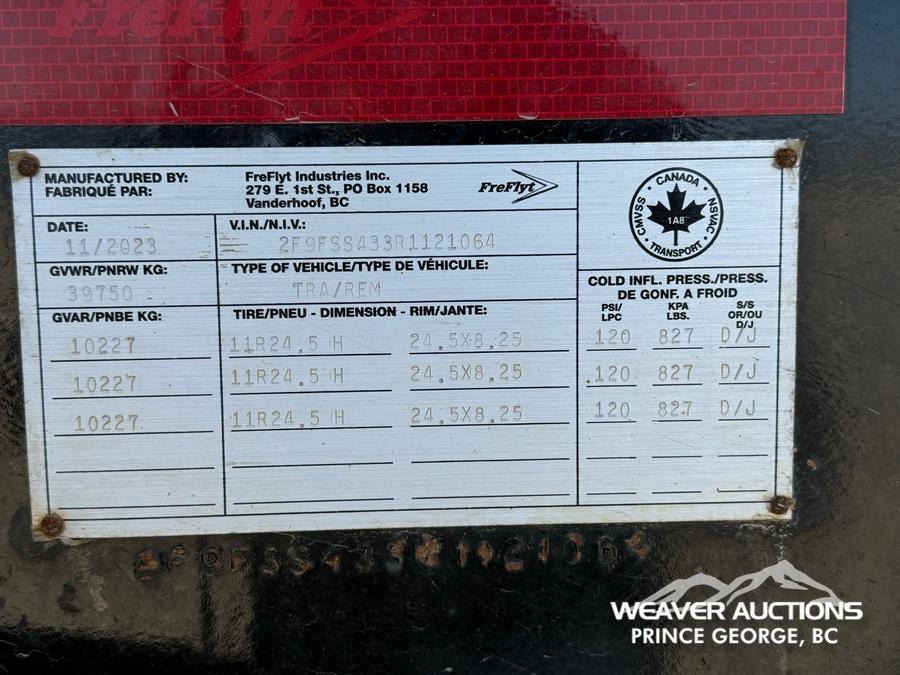 FreFlyt
MANUFACTURED BY:
FABRIQUÉ PAR:
FreFlyt Industries Inc.
279 E. 1st St., PO Box 1158
Vanderhoof, BC
FreFlyt
CANADA
CMVSS
NSVAC
1A8
TRANSPORT
DATE:
11/2023
V.I.N./N.I.V.:
2F9FSS433R1121064
GVWR/PNRW KG:
39750
TYPE OF VEHICLE/TYPE DE VÉHICULE:
TRA/REM
COLD INFL. PRESS./PRESS.
DE GONF. A FROID
PSI/
LPC
KPA
LBS.
S/S
OR/OU
D/J
GVAR/PNBE KG:
TIRE/PNEU - DIMENSION - RIM/JANTE:
10227 11R24.5 H 24.5X8.25 120 827 D/J
10227 11R24.5 H 24.5X8.25 120 827 D/J
10227 11R24.5 H 24.5X8.25 120 827 D/J
2F9FSS433R1121064
WEAVER AUCTIONS
PRINCE GEORGE, BC